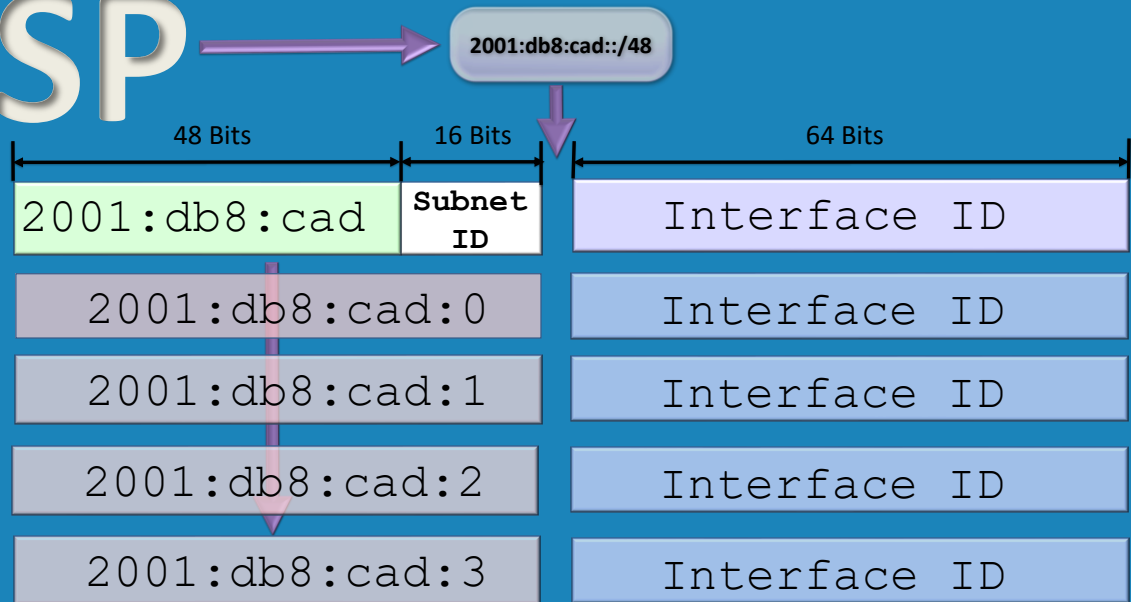 SP
2001:db8:cad::/48
48 Bits 16 Bits 64 Bits
2001:db8:cad Subnet ID Interface ID
2001:db8:cad:0 Interface ID
2001:db8:cad:1 Interface ID
2001:db8:cad:2 Interface ID
2001:db8:cad:3 Interface ID